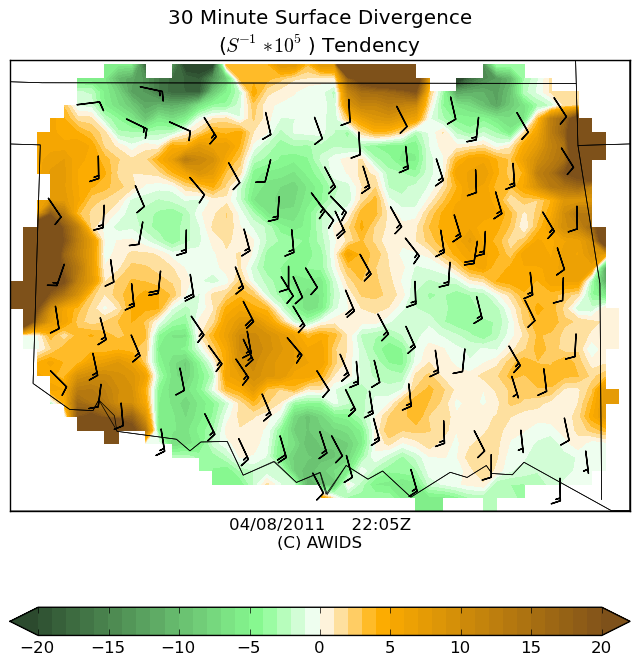 30 Minute Surface Divergence
(S⁻¹ ∗ 10⁵ ) Tendency
04/08/2011 22:05Z
(C) AWIDS
−20 −15 −10 −5 0 5 10 15 20